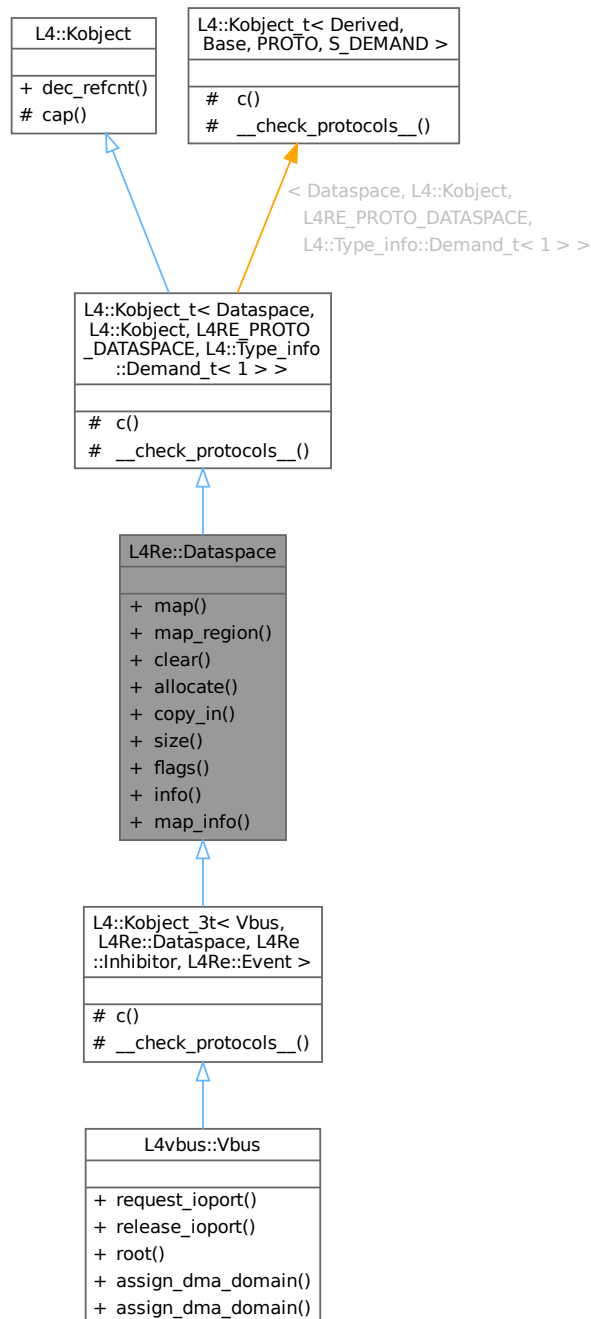 L4::Kobject
+ dec_refcnt()
# cap()
L4::Kobject_t< Derived,
Base, PROTO, S_DEMAND >
# c()
# __check_protocols__()
< Dataspace, L4::Kobject,
L4RE_PROTO_DATASPACE,
L4::Type_info::Demand_t< 1 > >
L4::Kobject_t< Dataspace,
L4::Kobject, L4RE_PROTO
_DATASPACE, L4::Type_info
::Demand_t< 1 > >
# c()
# __check_protocols__()
L4Re::Dataspace
+ map()
+ map_region()
+ clear()
+ allocate()
+ copy_in()
+ size()
+ flags()
+ info()
+ map_info()
L4::Kobject_3t< Vbus,
L4Re::Dataspace, L4Re
::Inhibitor, L4Re::Event >
# c()
# __check_protocols__()
L4vbus::Vbus
+ request_ioport()
+ release_ioport()
+ root()
+ assign_dma_domain()
+ assign_dma_domain()